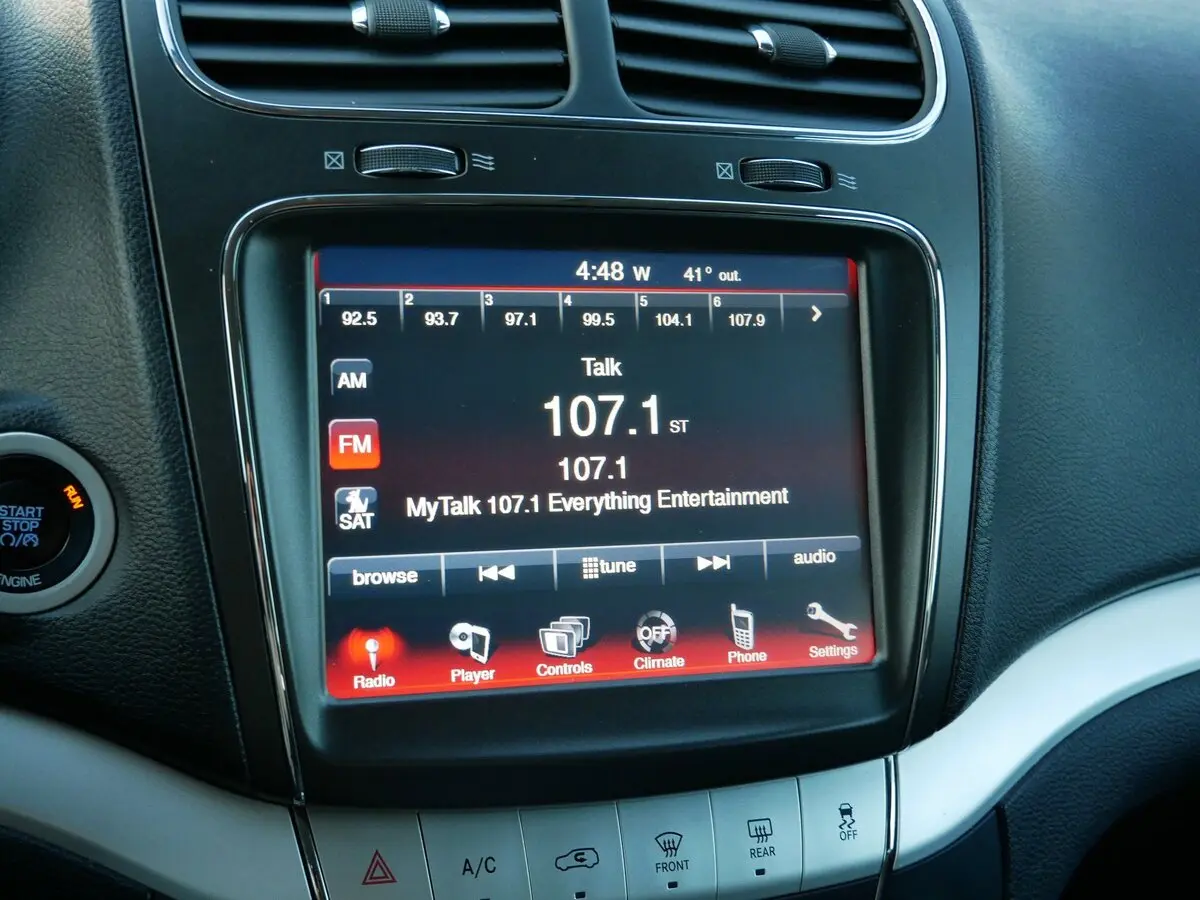 4:48 W 41° out.
1 2 3 4 5 6
92.5 93.7 97.1 99.5 104.1 107.9
Talk
AM
107.1 ST
FM
107.1
MyTalk 107.1 Everything Entertainment
SAT
RUN
START
STOP
ENGINE
browse tune audio
OFF
Radio Player Controls Climate Phone Settings
A/C FRONT REAR OFF